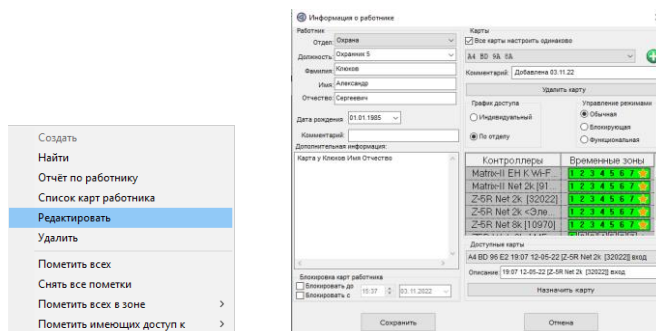 Создать
Найти
Отчёт по работнику
Список карт работника
Редактировать
Удалить
Пометить всех
Снять все пометки
Пометить всех в зоне >
Пометить имеющих доступ к >
Информация о работнике
Работник
Отдел: Охрана
Должность: Охранник 5
Фамилия: Клюков
Имя: Александр
Отчество: Сергеевич
Дата рождения 01.01.1985
Комментарий:
Дополнительная информация:
Карта у Клюков Имя Отчество
Блокировка карт работника
Блокировать до
Блокировать с
15:37 03.11.2022
Сохранить
Карты
Все карты настроить одинаково
A4 BD 9A
Комментарий: Добавлена 03.11.22
Удалить карту
График доступа
Индивидуальный
По отделу
Управление режимами
Обычная
Блокирующая
Функциональная
Контроллеры Временные зоны
Matrix-II EH K Wi-F... 1 2 3 4 5 6 7
Matrix-II Net 2k [91... 1 2 3 4 5 6 7
Z-5R Net 2k [32022] 1 2 3 4 5 6 7
Z-5R Net 2k <Эле... 1 2 3 4 5 6 7
Z-5R Net 8k [10970] 1 2 3 4 5 6 7
Доступные карты
A4 BD 96 E2 19:07 12-05-22 [Z-5R Net 2k [32022]] вход
Описание: 19:07 12-05-22 [Z-5R Net 2k [32022]] вход
Назначить карту
Отмена